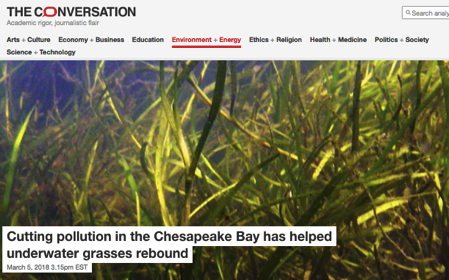 THE CONVERSATION
Academic rigor, journalistic flair
Search analy
Arts + Culture Economy + Business Education Environment + Energy Ethics + Religion Health + Medicine Politics + Society
Science + Technology
Cutting pollution in the Chesapeake Bay has helped
underwater grasses rebound
March 5, 2018 3.15pm EST